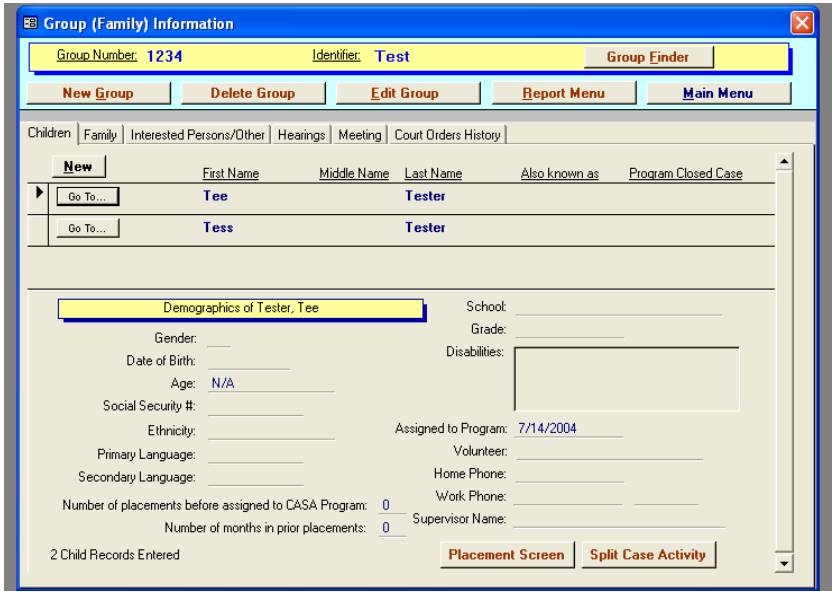 Group (Family) Information
Group Number: 1234 Identifier: Test Group Finder
New Group Delete Group Edit Group Report Menu Main Menu
Children Family Interested Persons/Other Hearings Meeting Court Orders History
New First Name Middle Name Last Name Also known as Program Closed Case
Go To... Tee Tester
Go To... Tess Tester
Demographics of Tester, Tee School:
Gender: Grade:
Date of Birth: Disabilities:
Age: N/A
Social Security #:
Ethnicity: Assigned to Program: 7/14/2004
Primary Language: Volunteer:
Secondary Language: Home Phone:
Number of placements before assigned to CASA Program: 0 Work Phone:
Number of months in prior placements: 0 Supervisor Name:
2 Child Records Entered Placement Screen Split Case Activity